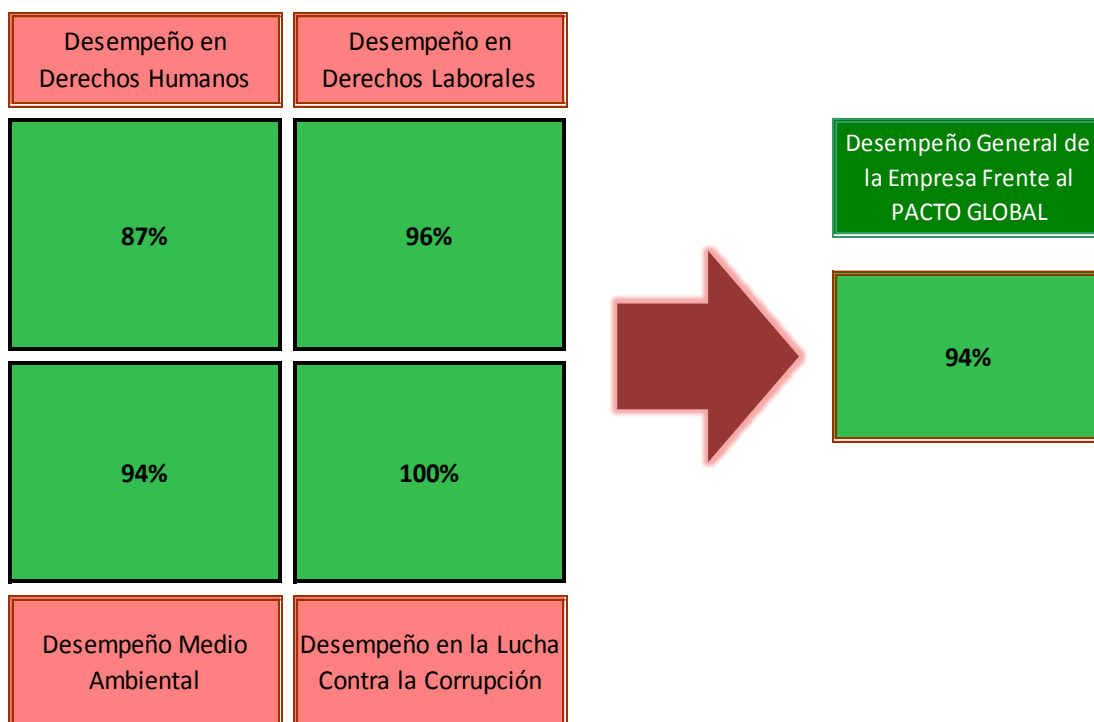 Desempeño en
Derechos Humanos
Desempeño en
Derechos Laborales
87%
96%
94%
100%
Desempeño Medio
Ambiental
Desempeño en la Lucha
Contra la Corrupción
Desempeño General de
la Empresa Frente al
PACTO GLOBAL
94%